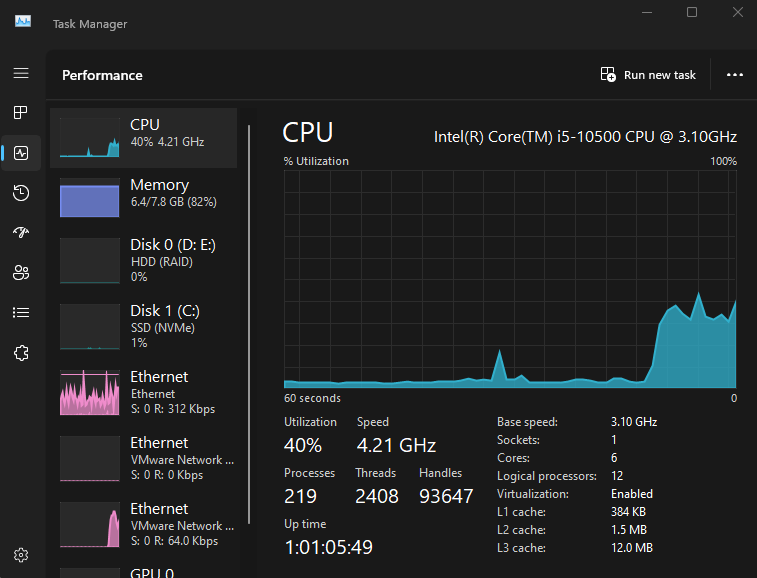 Task Manager
Performance
Run new task
CPU
40% 4.21 GHz
Memory
6.4/7.8 GB (82%)
Disk 0 (D: E:)
HDD (RAID)
0%
Disk 1 (C:)
SSD (NVMe)
1%
Ethernet
Ethernet
S: 0 R: 312 Kbps
Ethernet
VMware Network ...
S: 0 R: 0 Kbps
Ethernet
VMware Network ...
S: 0 R: 64.0 Kbps
GPU 0
CPU
Intel(R) Core(TM) i5-10500 CPU @ 3.10GHz
% Utilization
100%
60 seconds
0
Utilization
Speed
40%
4.21 GHz
Processes
Threads
Handles
219
2408
93647
Up time
1:01:05:49
Base speed:
3.10 GHz
Sockets:
1
Cores:
6
Logical processors:
12
Virtualization:
Enabled
L1 cache:
384 KB
L2 cache:
1.5 MB
L3 cache:
12.0 MB